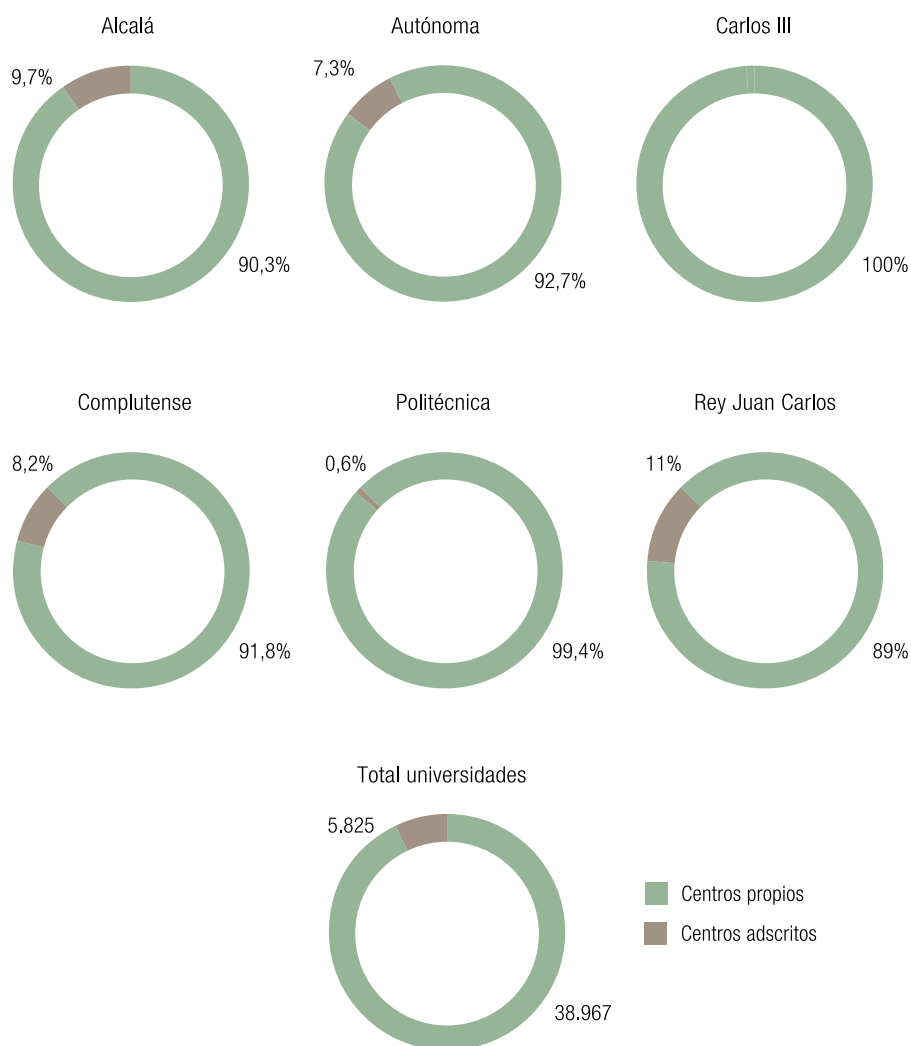 Alcalá
9,7%
90,3%
Autónoma
7,3%
92,7%
Carlos III
100%
Complutense
8,2%
91,8%
Politécnica
0,6%
99,4%
Rey Juan Carlos
11%
89%
Total universidades
5.825
38.967
Centros propios
Centros adscritos